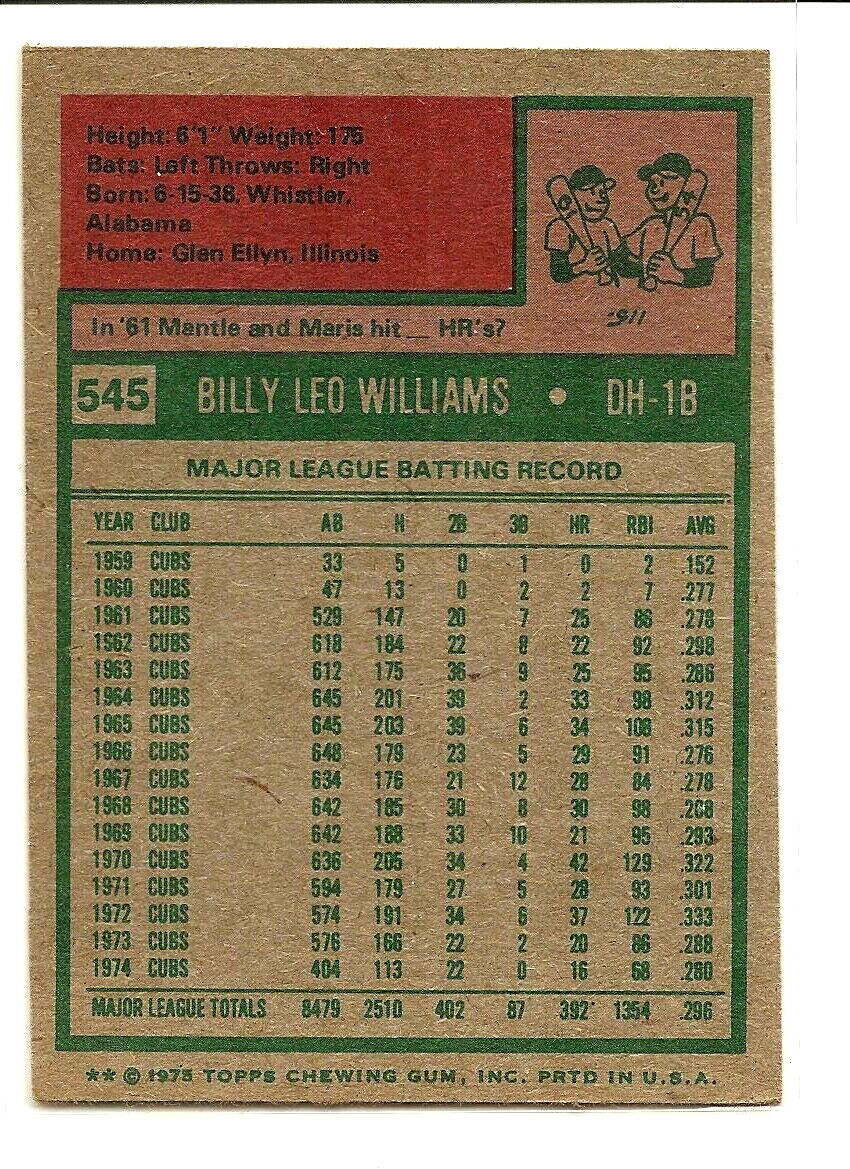 Height: 6'1" Weight: 175
Bats: Left Throws: Right
Born: 6-15-38, Whistler,
Alabama
Home: Glen Ellyn, Illinois
In '61 Mantle and Maris hit __ HR's?
115.
545 BILLY LEO WILLIAMS • DH-1B
MAJOR LEAGUE BATTING RECORD
YEAR CLUB AB H 2B 3B HR RBI AVG
1959 CUBS 33 5 0 1 0 2 .152
1960 CUBS 47 13 0 2 2 7 .277
1961 CUBS 529 147 20 7 25 86 .278
1962 CUBS 618 184 22 8 22 92 .298
1963 CUBS 612 175 36 9 25 95 .286
1964 CUBS 645 201 39 2 33 98 .312
1965 CUBS 645 203 39 6 34 108 .315
1966 CUBS 648 179 23 5 29 91 .276
1967 CUBS 634 176 21 12 28 84 .278
1968 CUBS 642 185 30 8 30 98 .288
1969 CUBS 642 188 33 10 21 95 .293
1970 CUBS 636 205 34 4 42 129 .322
1971 CUBS 594 179 27 5 28 93 .301
1972 CUBS 574 191 34 6 37 122 .333
1973 CUBS 576 166 22 2 20 86 .288
1974 CUBS 404 113 22 0 16 68 .280
MAJOR LEAGUE TOTALS 8479 2510 402 87 392 1354 .296
** © 1975 TOPPS CHEWING GUM, INC. PRTD IN U.S.A.